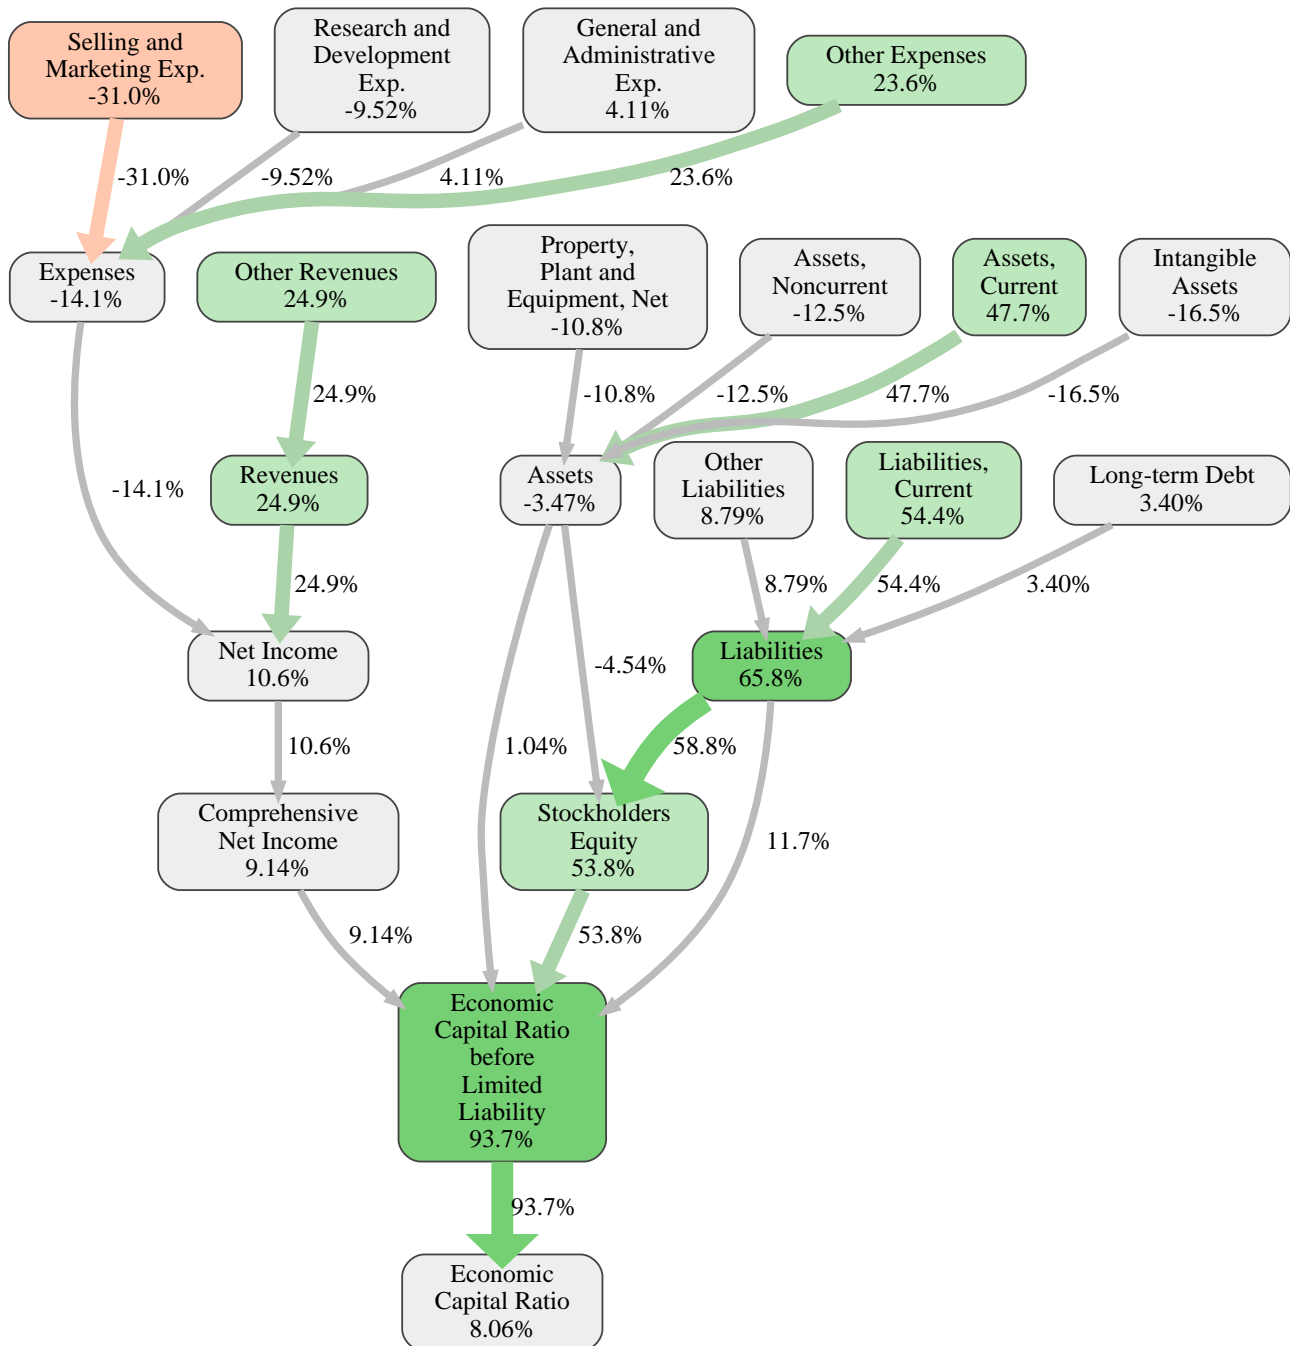 Selling and
Marketing Exp.
-31.0%
Research and
Development
Exp.
-9.52%
General and
Administrative
Exp.
4.11%
Other Expenses
23.6%
-31.0%
-9.52%
4.11%
23.6%
Expenses
-14.1%
Other Revenues
24.9%
Property,
Plant and
Equipment, Net
-10.8%
Assets,
Noncurrent
-12.5%
Assets,
Current
47.7%
Intangible
Assets
-16.5%
24.9%
-10.8%
-12.5%
47.7%
-16.5%
-14.1%
Revenues
24.9%
Assets
-3.47%
Other
Liabilities
8.79%
Liabilities,
Current
54.4%
Long-term Debt
3.40%
24.9%
8.79%
54.4%
3.40%
Net Income
10.6%
-4.54%
Liabilities
65.8%
10.6%
1.04%
58.8%
Comprehensive
Net Income
9.14%
Stockholders
Equity
53.8%
11.7%
9.14%
53.8%
Economic
Capital Ratio
before
Limited
Liability
93.7%
93.7%
Economic
Capital Ratio
8.06%